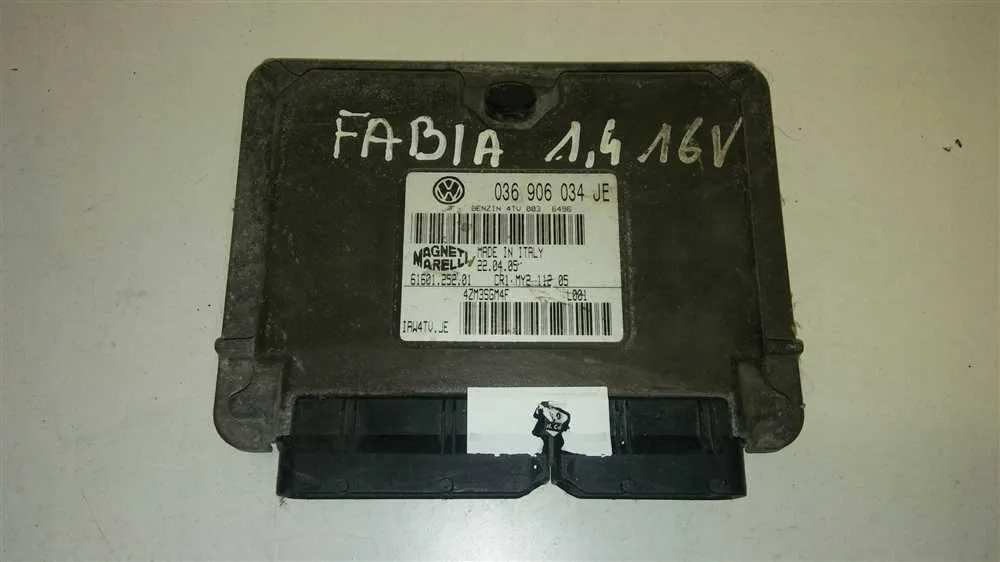 FABIA 1,4 16V
036 906 034 JE
BENZIN 4TV 003 6496
MAGNETI MARELLI
MADE IN ITALY
22.04.05
61601.252.01 CR1-MY2 112 05
4ZM3SGM4F L001
IAW4TV.JE